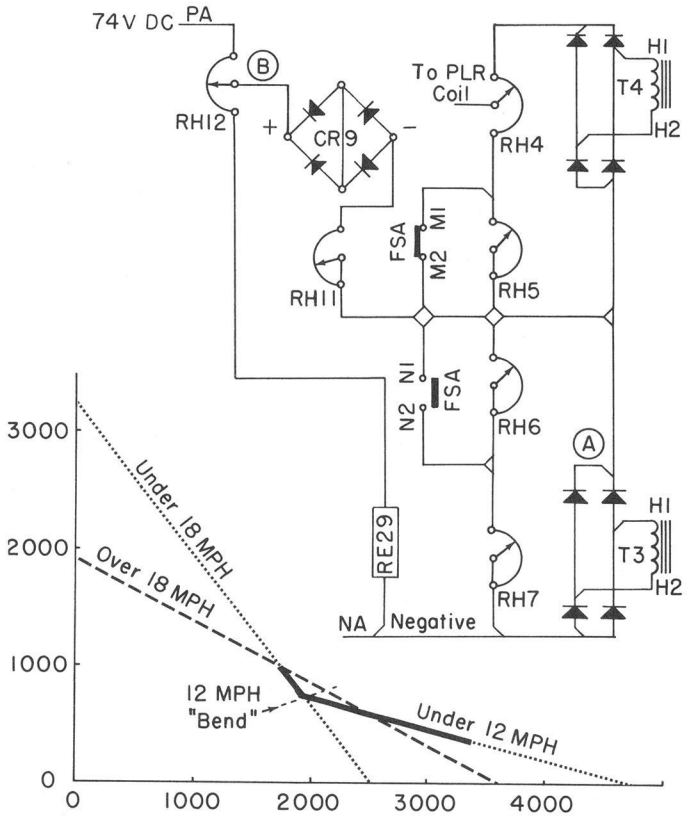 74V DC PA
B
RH12
+
CR9
-
To PLR
Coil
RH4
H1
T4
H2
FSA
M1
M2
RH5
RH11
N1
N2
FSA
RH6
A
RE29
H1
T3
H2
RH7
NA Negative
3000
2000
1000
0
Under 18 MPH
Over 18 MPH
12 MPH
"Bend"
Under 12 MPH
0
1000
2000
3000
4000